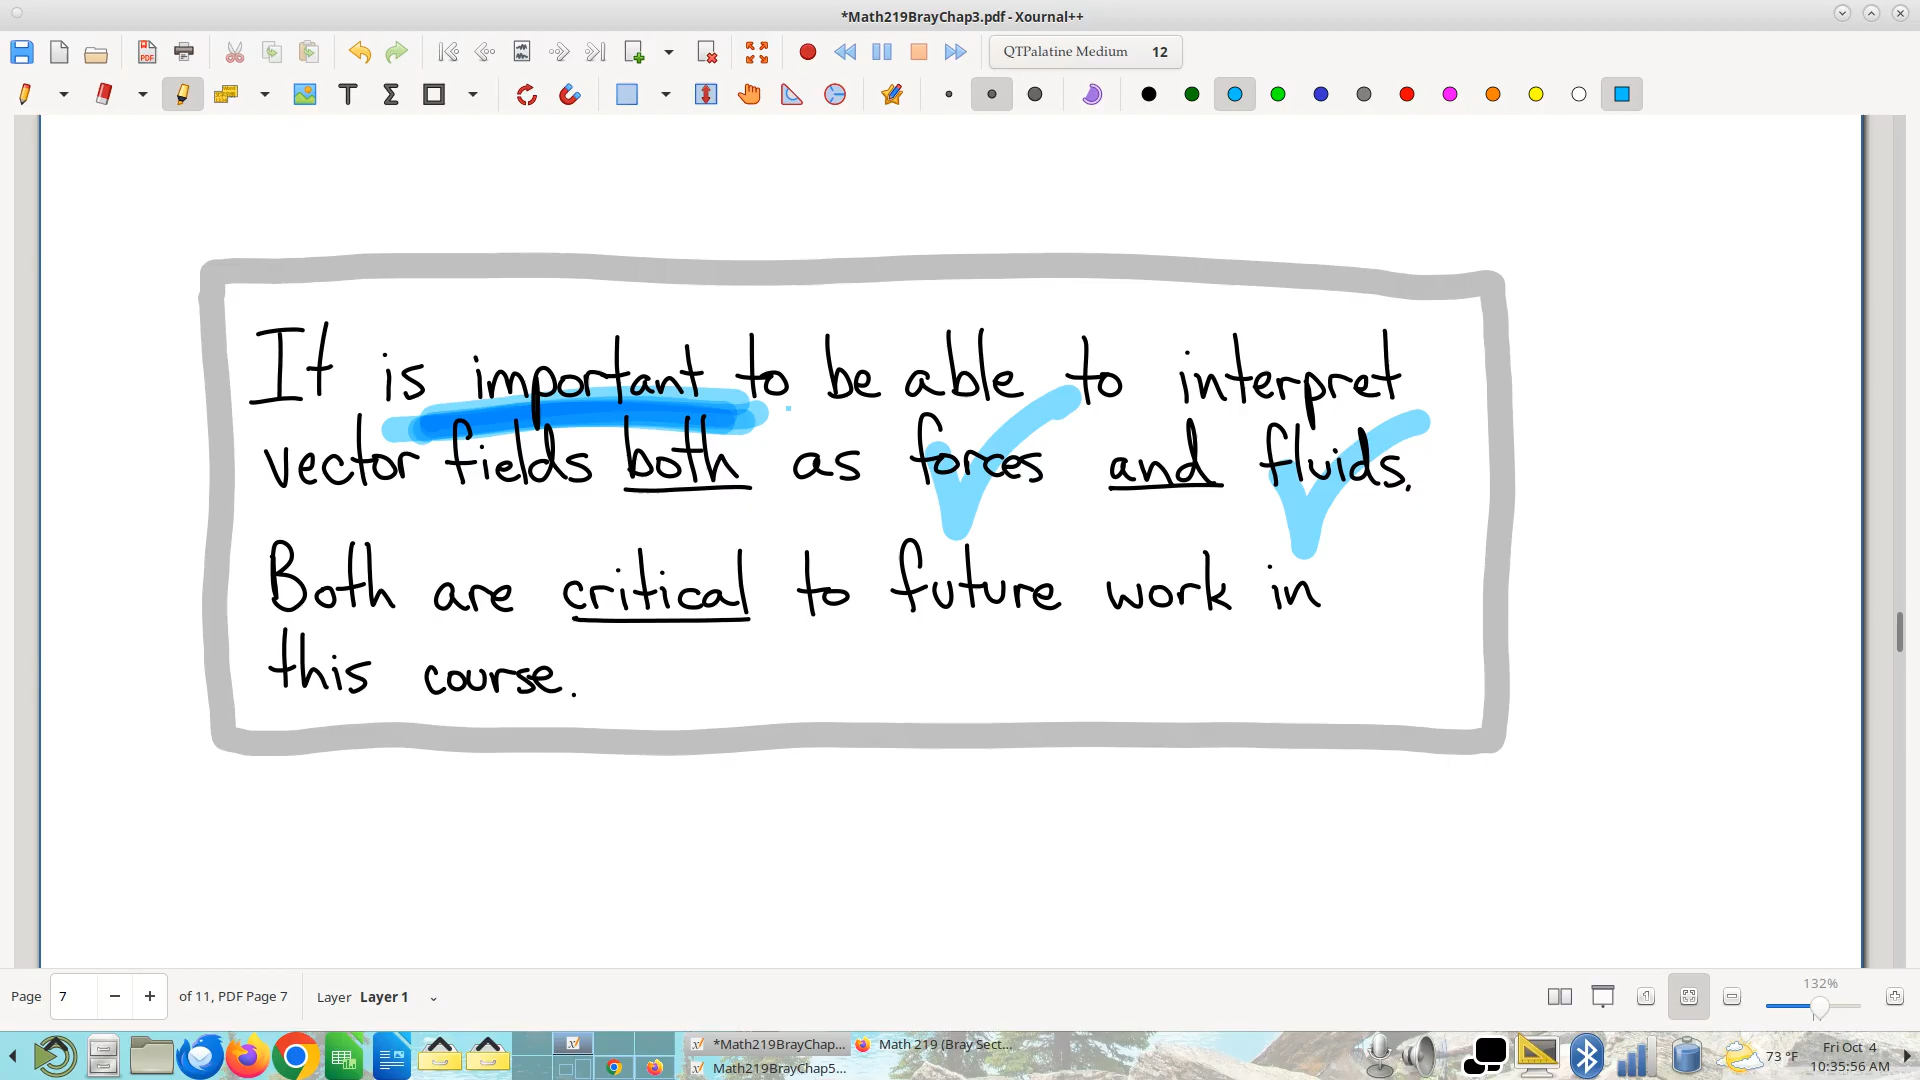 *Math219BrayChap3.pdf - Xournal++
QTPalatine Medium 12
It is important to be able to interpret
vector fields both as forces and fluids.
Both are critical to future work in
this course.
Page 7 of 11, PDF Page 7 Layer Layer 1
132%
*Math219BrayChap...
Math 219 (Bray Sect...
Math219BrayChap5...
73 °F
Fri Oct 4
10:35:56 AM